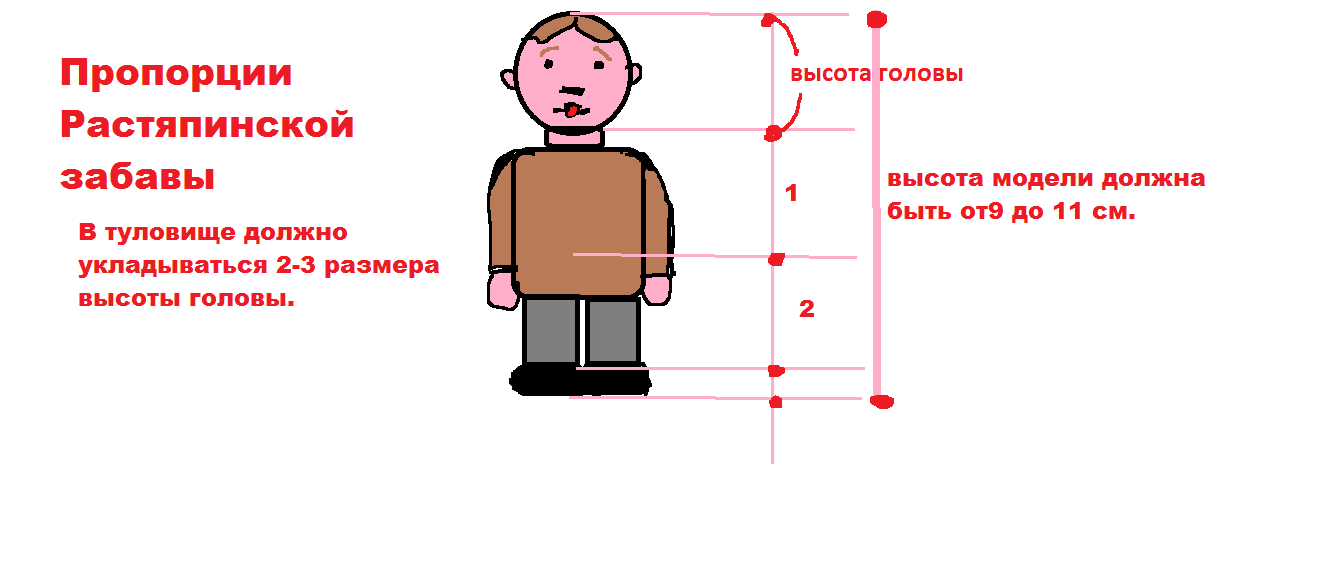 Пропорции
Растяпинской
забавы
В туловище должно
укладываться 2-3 размера
высоты головы.
высота головы
1
2
высота модели должна
быть от9 до 11 см.